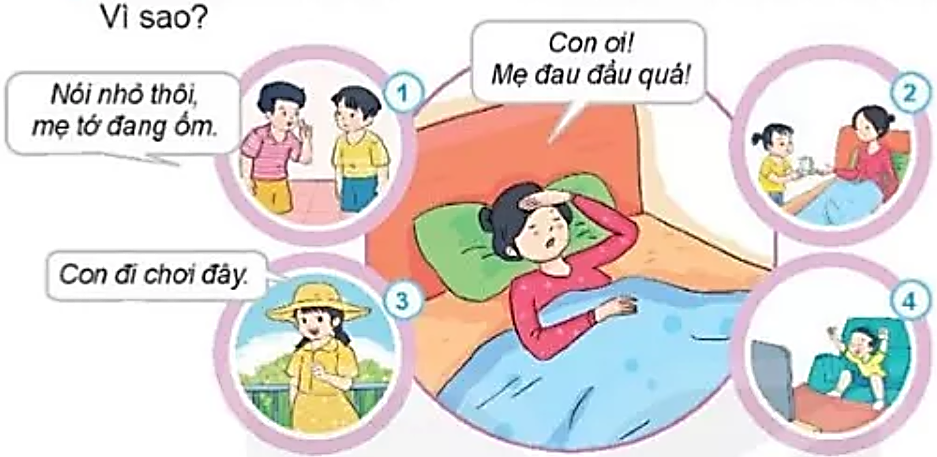 Vì sao?
Nói nhỏ thôi,
mẹ tớ đang ốm.
1
Con ơi!
Mẹ đau đầu quá!
2
Con đi chơi đây.
3
4